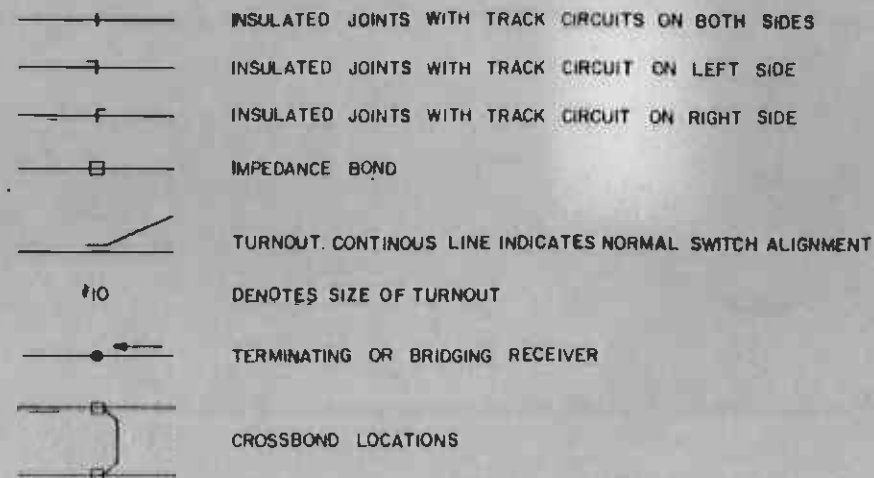 INSULATED JOINTS WITH TRACK CIRCUITS ON BOTH SIDES
INSULATED JOINTS WITH TRACK CIRCUIT ON LEFT SIDE
INSULATED JOINTS WITH TRACK CIRCUIT ON RIGHT SIDE
IMPEDANCE BOND
TURNOUT. CONTINOUS LINE INDICATES NORMAL SWITCH ALIGNMENT
#10 DENOTES SIZE OF TURNOUT
TERMINATING OR BRIDGING RECEIVER
CROSSBOND LOCATIONS